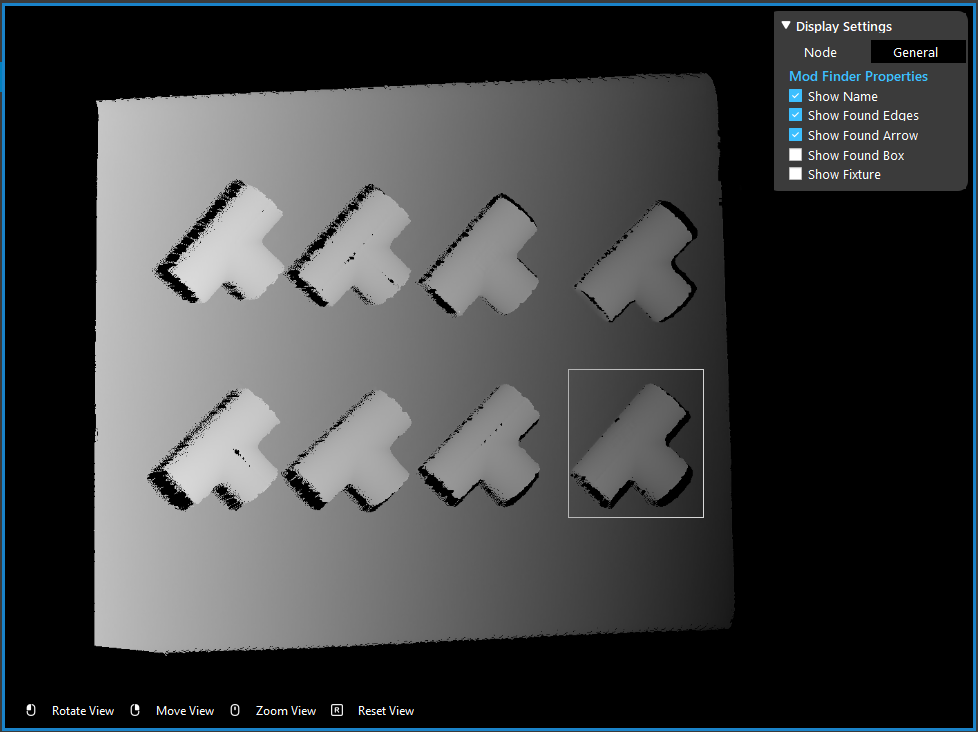 Display Settings
Node General
Mod Finder Properties
Show Name
Show Found Edges
Show Found Arrow
Show Found Box
Show Fixture
Rotate View Move View Zoom View R Reset View